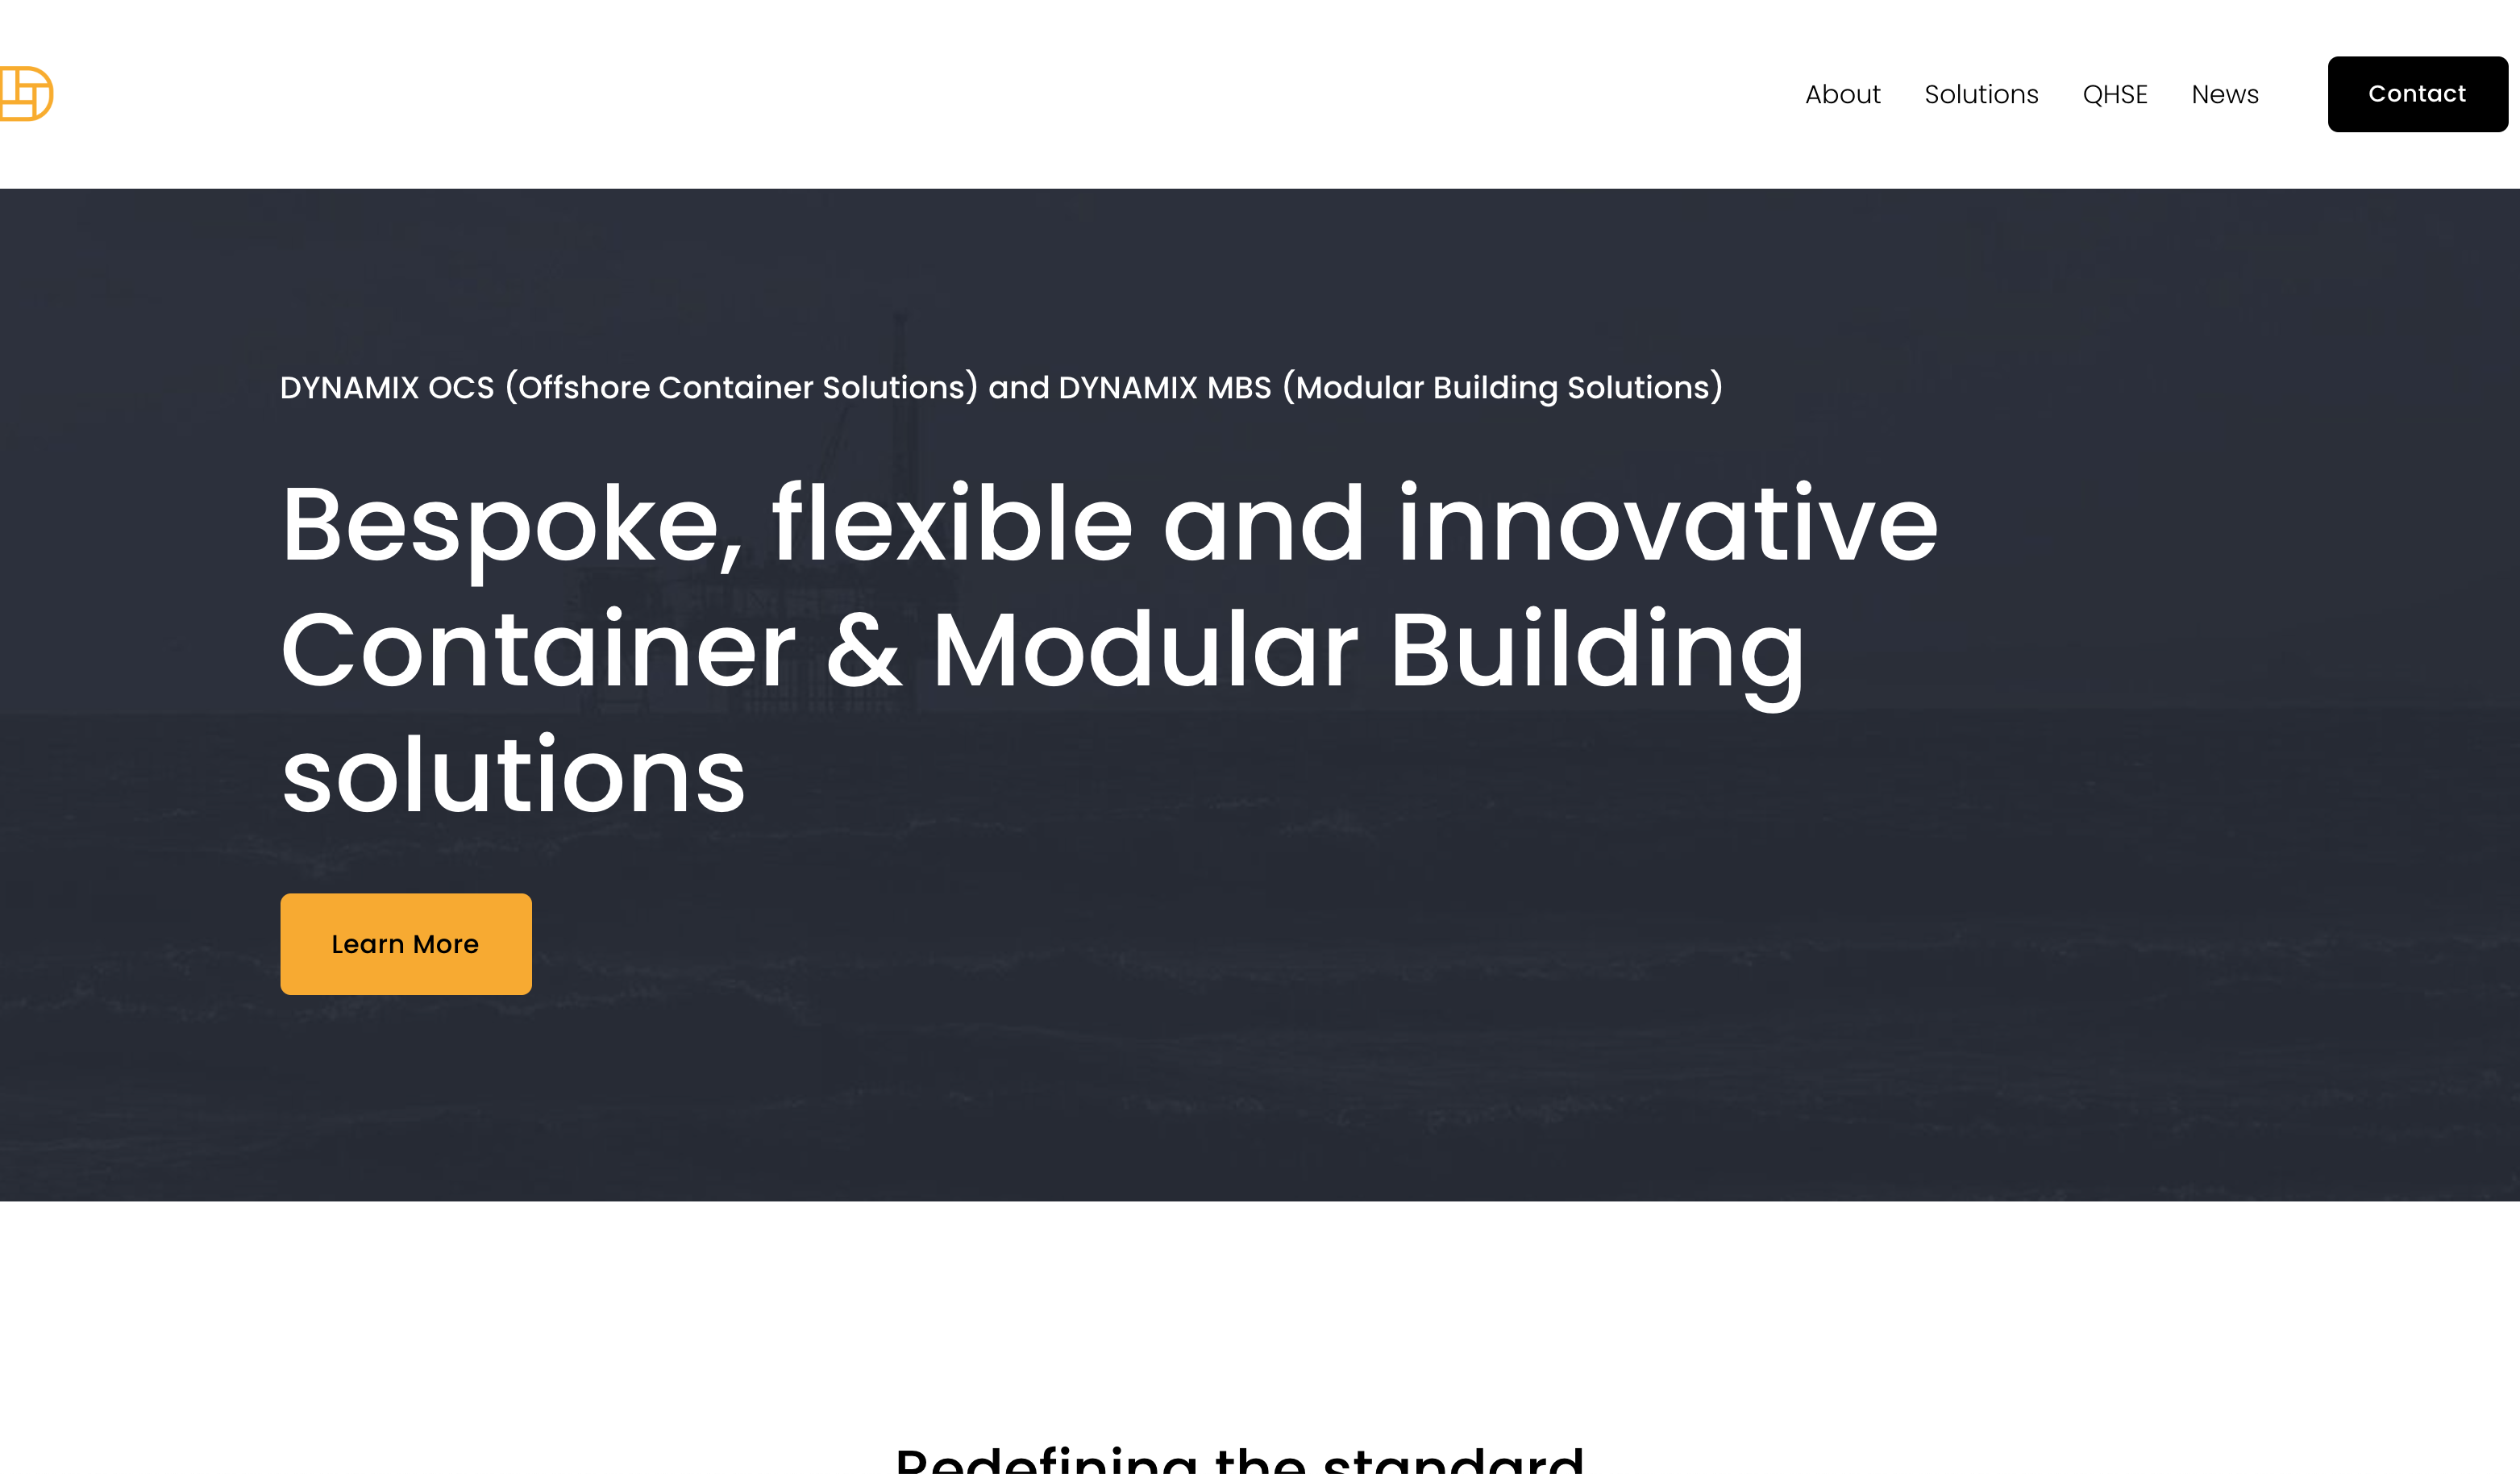 About Solutions QHSE News Contact
DYNAMIX OCS (Offshore Container Solutions) and DYNAMIX MBS (Modular Building Solutions)
Bespoke, flexible and innovative
Container & Modular Building
solutions
Learn More
Redefining the standard